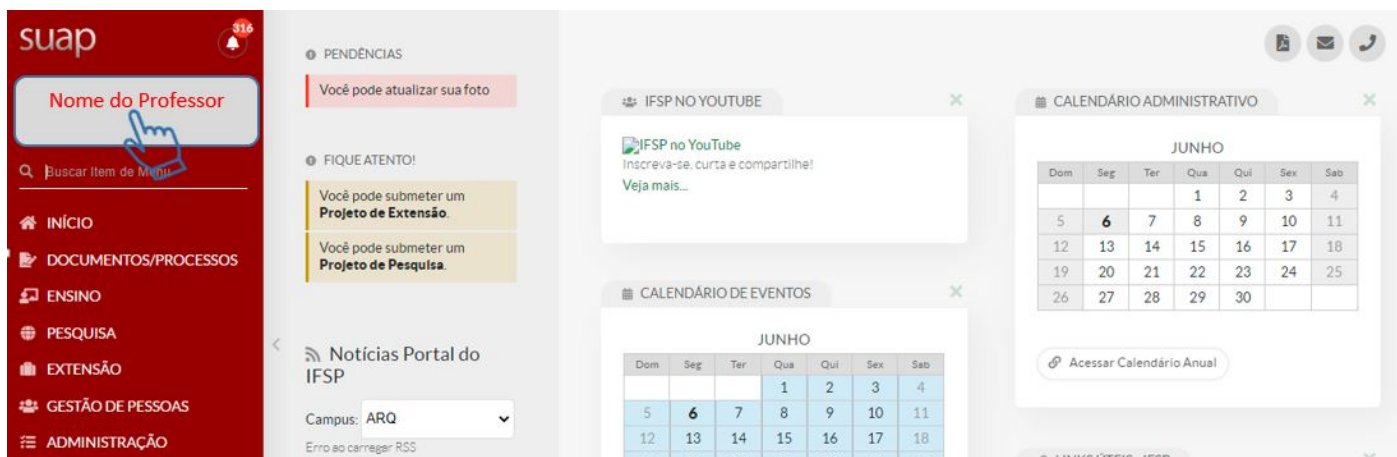 suap
316
Nome do Professor
Buscar Item de Menu
INÍCIO
DOCUMENTOS/PROCESSOS
ENSINO
PESQUISA
EXTENSÃO
GESTÃO DE PESSOAS
ADMINISTRAÇÃO
PENDÊNCIAS
Você pode atualizar sua foto
FIQUE ATENTO!
Você pode submeter um
Projeto de Extensão.
Você pode submeter um
Projeto de Pesquisa.
Notícias Portal do
IFSP
Campus: ARQ
Erro ao carregar RSS
IFSP NO YOUTUBE
IFSP no YouTube
Inscreva-se, curta e compartilhe!
Veja mais...
CALENDÁRIO DE EVENTOS
JUNHO
Dom Seg Ter Qua Qui Sex Sab
1 2 3 4
5 6 7 8 9 10 11
12 13 14 15 16 17 18
CALENDÁRIO ADMINISTRATIVO
JUNHO
Dom Seg Ter Qua Qui Sex Sab
1 2 3 4
5 6 7 8 9 10 11
12 13 14 15 16 17 18
19 20 21 22 23 24 25
26 27 28 29 30
Acessar Calendário Anual